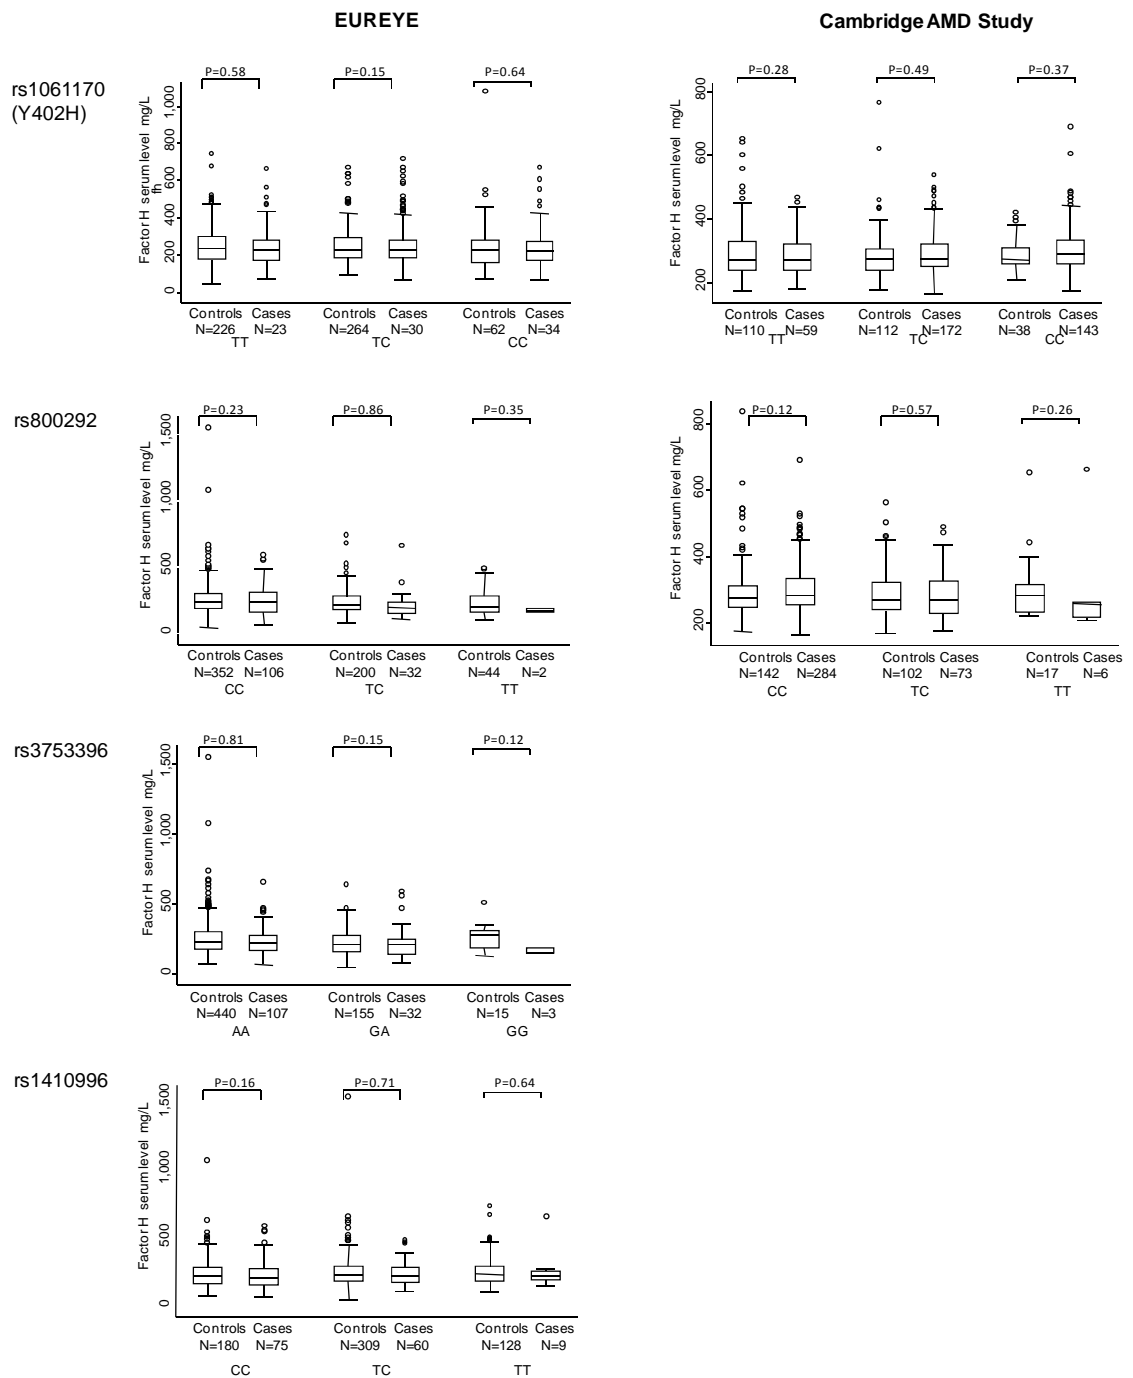 EUREYE
Cambridge AMD Study
rs1061170
(Y402H)
P=0.58
P=0.15
P=0.64
Factor H serum level mg/L
fh
0
200
400
600
800
1,000
Controls Cases
N=226 N=23
TT
Controls Cases
N=264 N=30
TC
Controls Cases
N=62 N=34
CC
P=0.28
P=0.49
P=0.37
Factor H serum level mg/L
200
400
600
800
Controls Cases
N=110 N=59
TT
Controls Cases
N=112 N=172
TC
Controls Cases
N=38 N=143
CC
rs800292
P=0.23
P=0.86
P=0.35
Factor H serum level mg/L
0
500
1,000
1,500
Controls Cases
N=352 N=106
CC
Controls Cases
N=200 N=32
TC
Controls Cases
N=44 N=2
TT
P=0.12
P=0.57
P=0.26
Factor H serum level mg/L
200
400
600
800
Controls Cases
N=142 N=284
CC
Controls Cases
N=102 N=73
TC
Controls Cases
N=17 N=6
TT
rs3753396
P=0.81
P=0.15
P=0.12
Factor H serum level mg/L
0
500
1,000
1,500
Controls Cases
N=440 N=107
AA
Controls Cases
N=155 N=32
GA
Controls Cases
N=15 N=3
GG
rs1410996
P=0.16
P=0.71
P=0.64
Factor H serum level mg/L
0
500
1,000
1,500
Controls Cases
N=180 N=75
CC
Controls Cases
N=309 N=60
TC
Controls Cases
N=128 N=9
TT